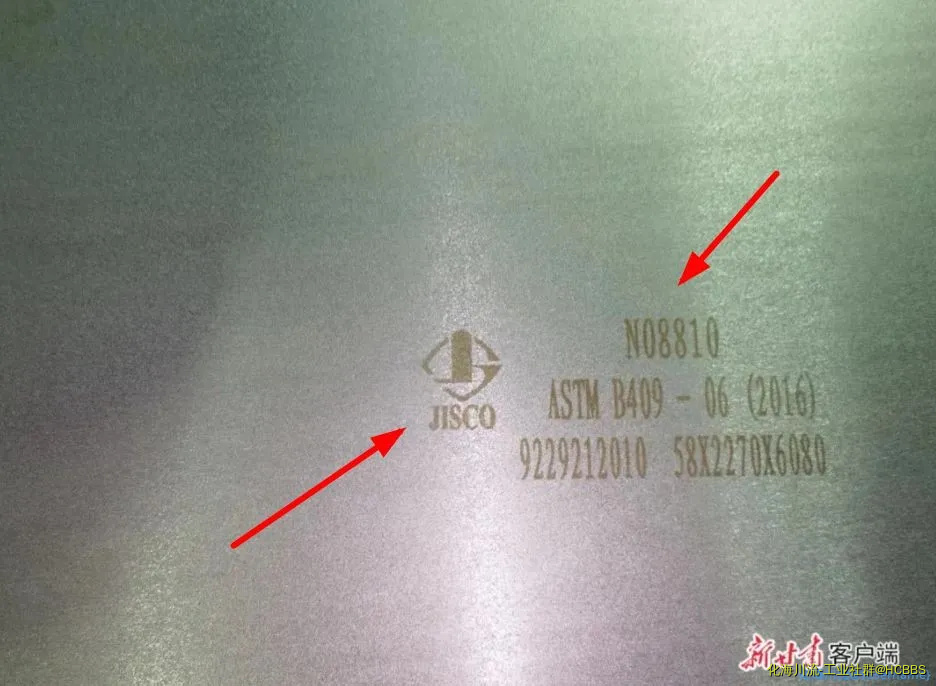 N08810
JISCO
ASTM B409 - 06 (2016)
9229212010 58X2270X6080
新甘肃客户端
化海川流-工业社群@HCBBS